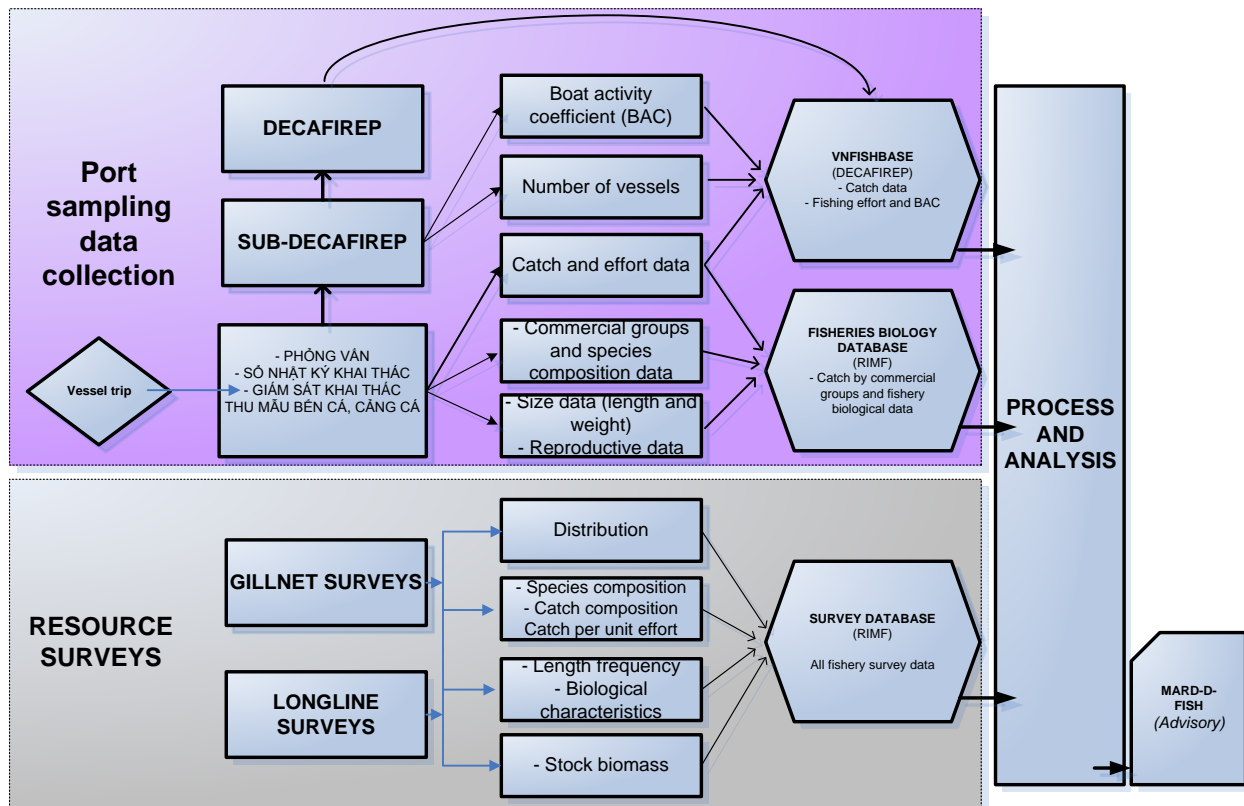 Port
sampling
data
collection
DECAFIREP
SUB-DECAFIREP
Vessel trip
- PHỎNG VẤN
- SỔ NHẬT KÝ KHAI THÁC
- GIÁM SÁT KHAI THÁC
THU MẪU BẾN CÁ, CẢNG CÁ
Boat activity
coefficient (BAC)
Number of vessels
Catch and effort data
- Commercial groups
and species
composition data
- Size data (length and
weight)
- Reproductive data
VNFISHBASE
(DECAFIREP)
- Catch data
- Fishing effort and BAC
FISHERIES BIOLOGY
DATABASE
(RIMF)
- Catch by commercial
groups and fishery
biological data
RESOURCE
SURVEYS
GILLNET SURVEYS
LONGLINE
SURVEYS
Distribution
- Species composition
- Catch composition
Catch per unit effort
- Length frequency
- Biological
characteristics
- Stock biomass
SURVEY DATABASE
(RIMF)
All fishery survey data
PROCESS
AND
ANALYSIS
MARD-D-
FISH
(Advisory)